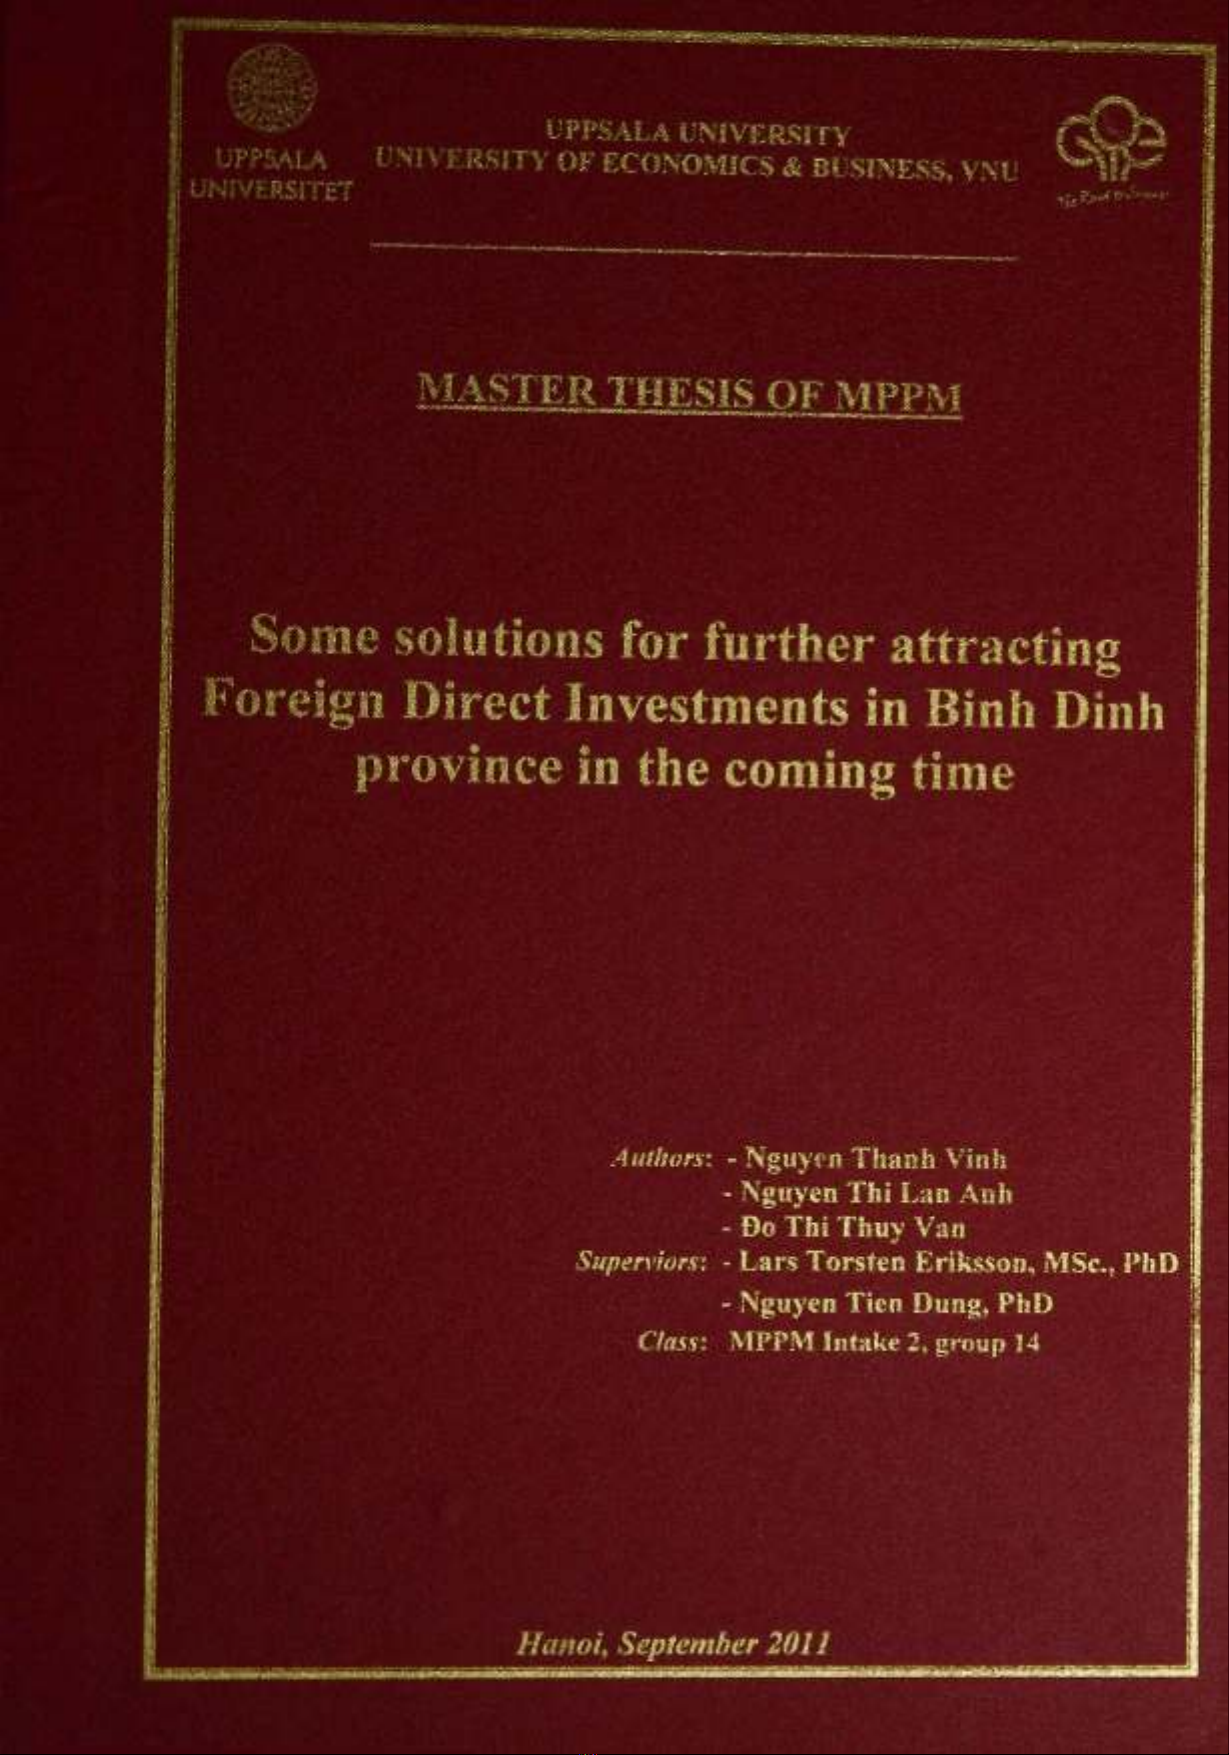 UPPSALA
UNIVERSITET
UPPSALA UNIVERSITY
UNIVERSITY OF ECONOMICS & BUSINESS, VNU
MASTER THESIS OF MPPM
Some solutions for further attracting
Foreign Direct Investments in Binh Dinh
province in the coming time
Authors: - Nguyen Thanh Vinh
- Nguyen Thi Lan Anh
- Đo Thi Thuy Van
Superviors: - Lars Torsten Eriksson, MSc., PhD
- Nguyen Tien Dung, PhD
Class: MPPM Intake 2, group 14
Hanoi, September 2011